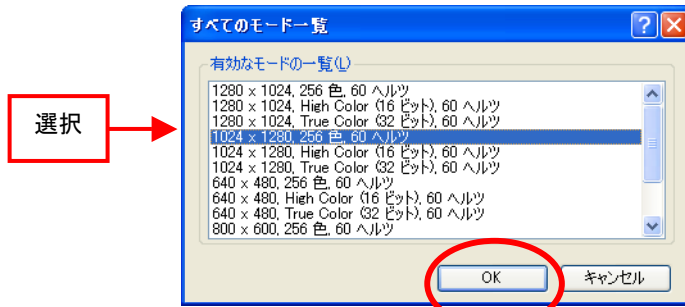 すべてのモード一覧
有効なモードの一覧(L)
1280 x 1024, 256 色, 60 ヘルツ
1280 x 1024, High Color (16 ビット), 60 ヘルツ
1280 x 1024, True Color (32 ビット), 60 ヘルツ
選択
1024 x 1280, 256 色, 60 ヘルツ
1024 x 1280, High Color (16 ビット), 60 ヘルツ
1024 x 1280, True Color (32 ビット), 60 ヘルツ
640 x 480, 256 色, 60 ヘルツ
640 x 480, High Color (16 ビット), 60 ヘルツ
640 x 480, True Color (32 ビット), 60 ヘルツ
800 x 600, 256 色, 60 ヘルツ
OK キャンセル